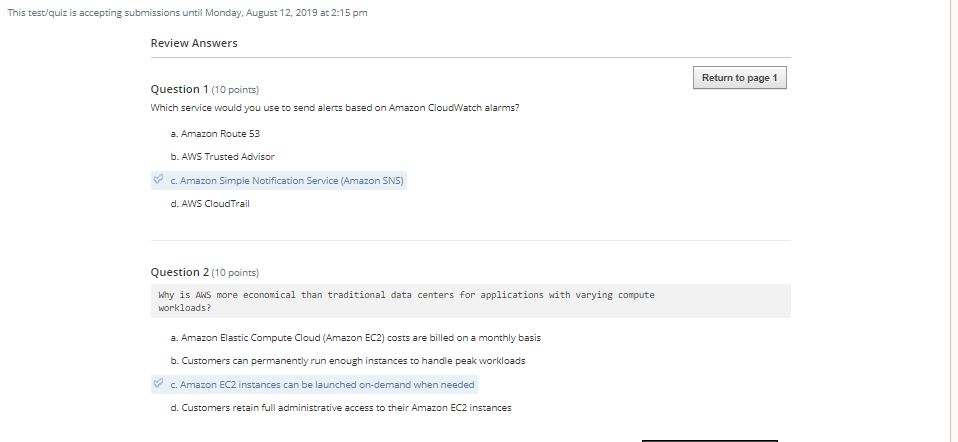 This test/quiz is accepting submissions until Monday, August 12, 2019 at 2:15 pm
Review Answers
Return to page 1
Question 1 (10 points)
Which service would you use to send alerts based on Amazon CloudWatch alarms?
a. Amazon Route 53
b. AWS Trusted Advisor
c. Amazon Simple Notification Service (Amazon SNS)
d. AWS CloudTrail
Question 2 (10 points)
Why is AWS more economical than traditional data centers for applications with varying compute
workloads?
a. Amazon Elastic Compute Cloud (Amazon EC2) costs are billed on a monthly basis
b. Customers can permanently run enough instances to handle peak workloads
c. Amazon EC2 instances can be launched on-demand when needed
d. Customers retain full administrative access to their Amazon EC2 instances